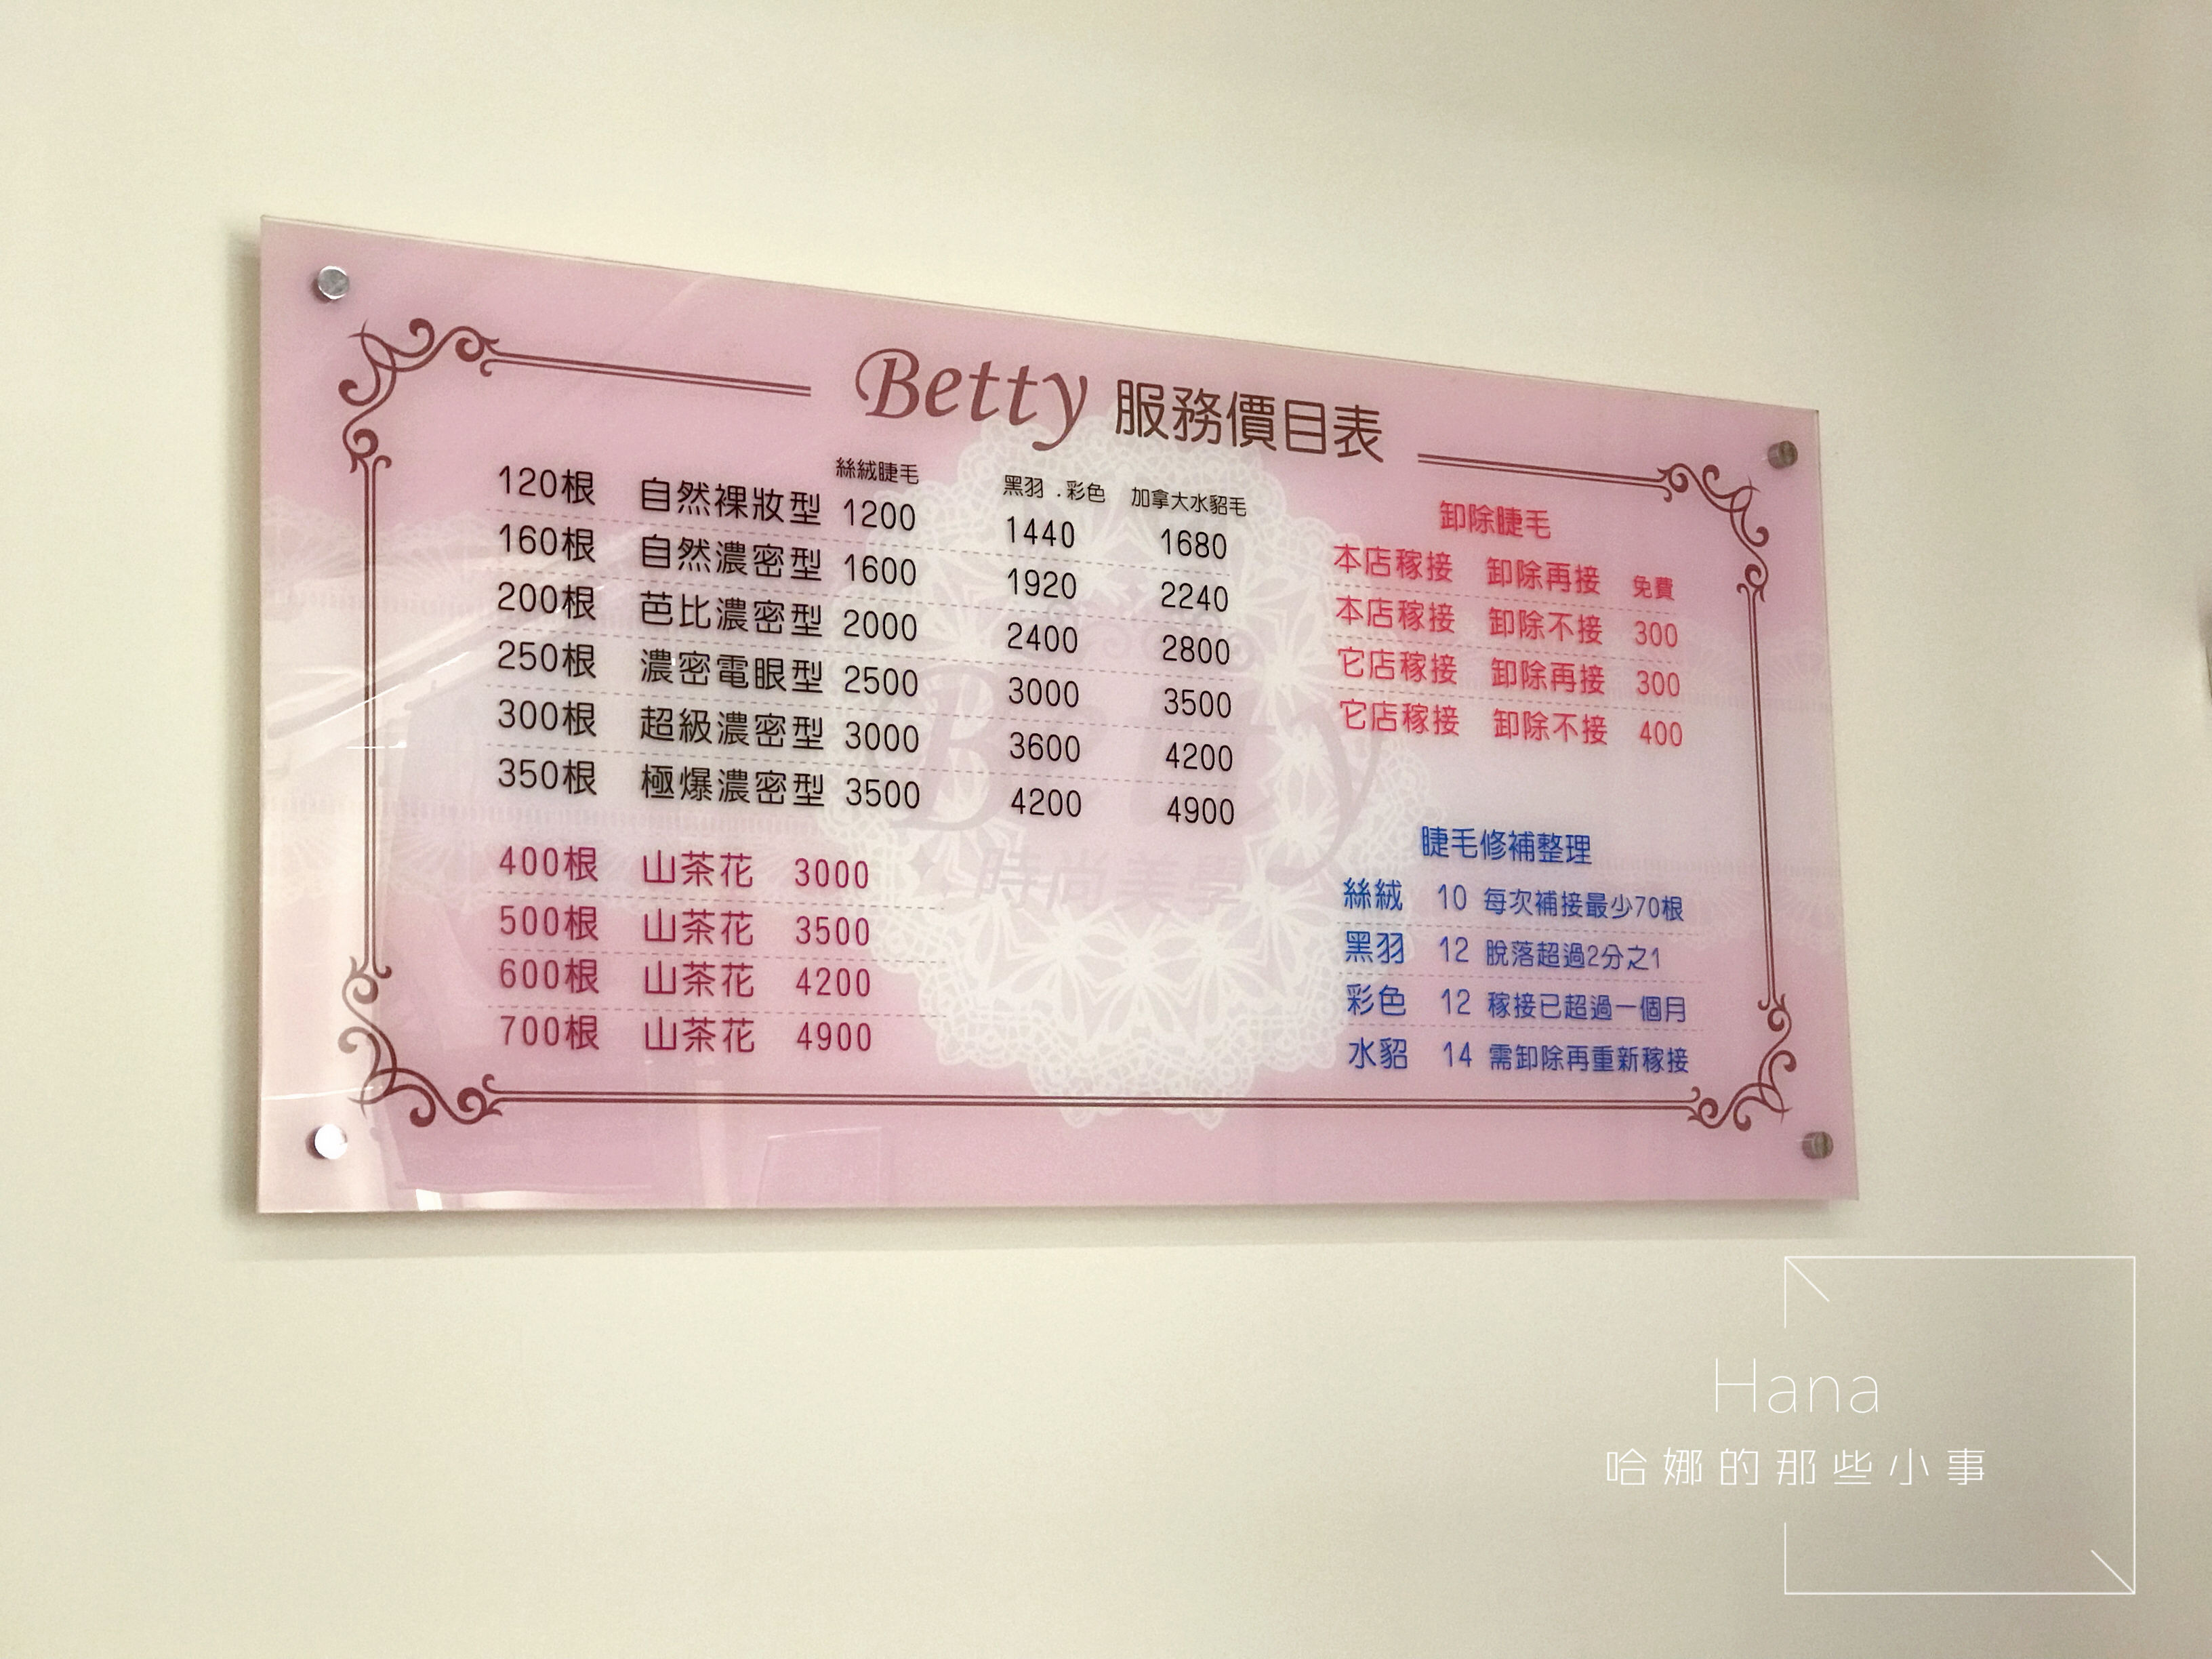 Betty 服務價目表
絲絨睫毛 黑羽 . 彩色 加拿大水貂毛
120根 自然裸妝型 1200 1440 1680
160根 自然濃密型 1600 1920 2240
200根 芭比濃密型 2000 2400 2800
250根 濃密電眼型 2500 3000 3500
300根 超級濃密型 3000 3600 4200
350根 極爆濃密型 3500 4200 4900
400根 山茶花 3000
500根 山茶花 3500
600根 山茶花 4200
700根 山茶花 4900
卸除睫毛
本店稼接 卸除再接 免費
本店稼接 卸除不接 300
它店稼接 卸除再接 300
它店稼接 卸除不接 400
睫毛修補整理
絲絨 10 每次補接最少70根
黑羽 12 脫落超過2分之1
彩色 12 稼接已超過一個月
水貂 14 需卸除再重新稼接
Betty
時尚美學
Hana
哈娜的那些小事